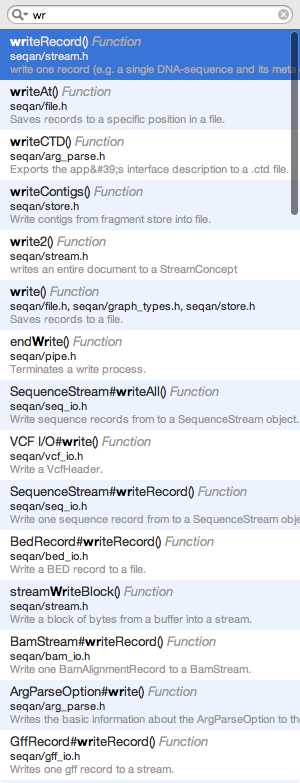 wr
writeRecord() Function
seqan/stream.h
write one record (e.g. a single DNA-sequence and its meta
writeAt() Function
seqan/file.h
Saves records to a specific position in a file.
writeCTD() Function
seqan/arg_parse.h
Exports the app&#39;s interface description to a .ctd file.
writeContigs() Function
seqan/store.h
Write contigs from fragment store into file.
write2() Function
seqan/stream.h
writes an entire document to a StreamConcept
write() Function
seqan/file.h, seqan/graph_types.h, seqan/store.h
Saves records to a file.
endWrite() Function
seqan/pipe.h
Terminates a write process.
SequenceStream#writeAll() Function
seqan/seq_io.h
Write sequence records from to a SequenceStream object.
VCF I/O#write() Function
seqan/vcf_io.h
Write a VcfHeader.
SequenceStream#writeRecord() Function
seqan/seq_io.h
Write one sequence record from to a SequenceStream obje
BedRecord#writeRecord() Function
seqan/bed_io.h
Write a BED record to a file.
streamWriteBlock() Function
seqan/stream.h
Write a block of bytes from a buffer into a stream.
BamStream#writeRecord() Function
seqan/bam_io.h
Write one BamAlignmentRecord to a BamStream.
ArgParseOption#write() Function
seqan/arg_parse.h
Writes the basic information about the ArgParseOption to the
GffRecord#writeRecord() Function
seqan/gff_io.h
Writes one gff record to a stream.